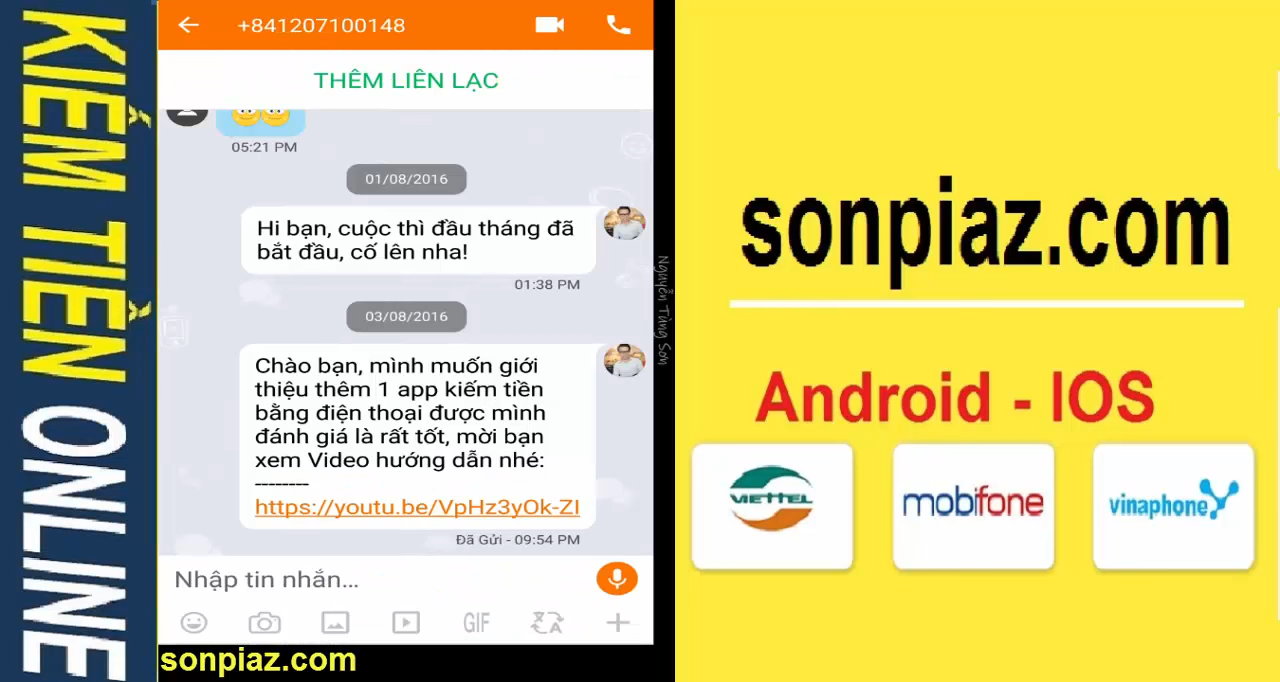 KIẾM TIỀN ONLINE
+841207100148
THÊM LIÊN LẠC
05:21 PM
01/08/2016
Hi bạn, cuộc thì đầu tháng đã
bắt đầu, cố lên nha!
01:38 PM
03/08/2016
Chào bạn, mình muốn giới
thiệu thêm 1 app kiếm tiền
bằng điện thoại được mình
đánh giá là rất tốt, mời bạn
xem Video hướng dẫn nhé:
--------
https://youtu.be/VpHz3yOk-ZI
Đã Gửi - 09:54 PM
Nhập tin nhắn...
GIF
sonpiaz.com
Nguyễn Tùng Sơn
sonpiaz.com
Android - IOS
VIETTEL
mobifone
vinaphone